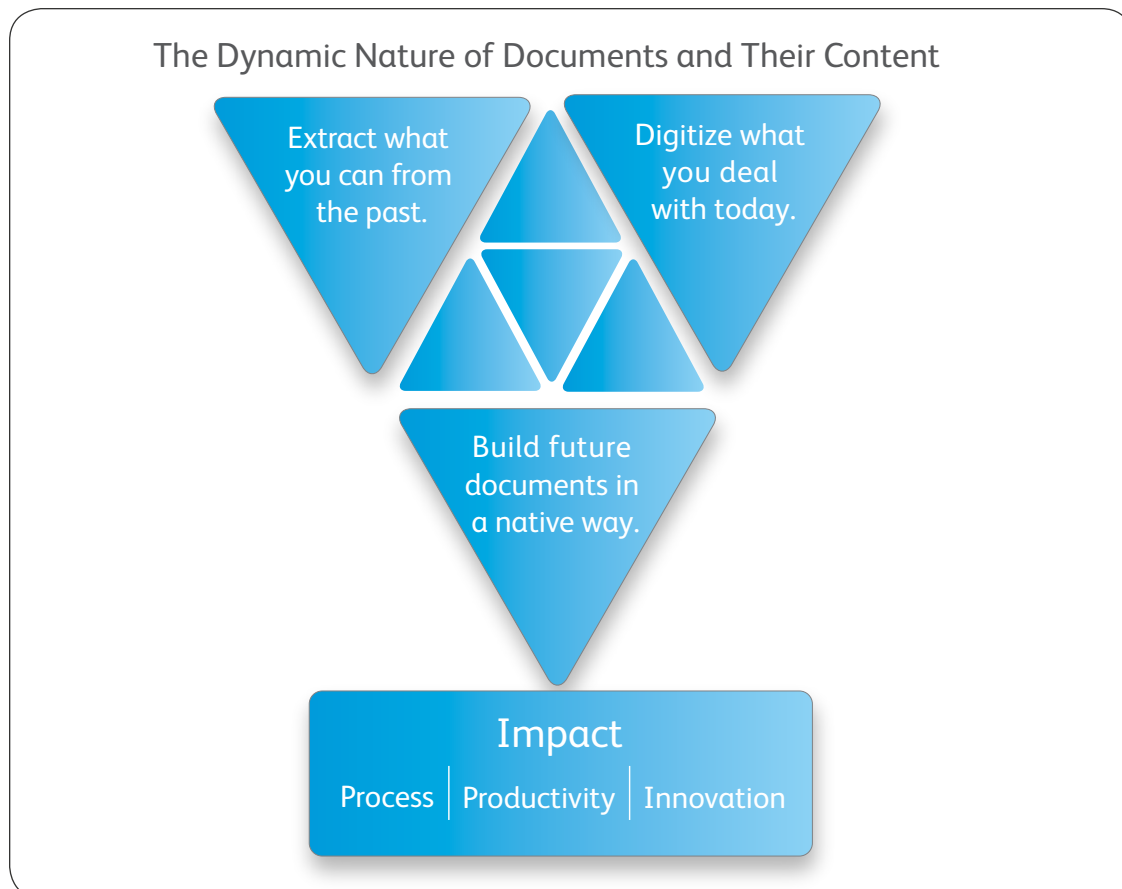 The Dynamic Nature of Documents and Their Content
Extract what
you can from
the past.
Digitize what
you deal
with today.
Build future
documents in
a native way.
Impact
Process | Productivity | Innovation